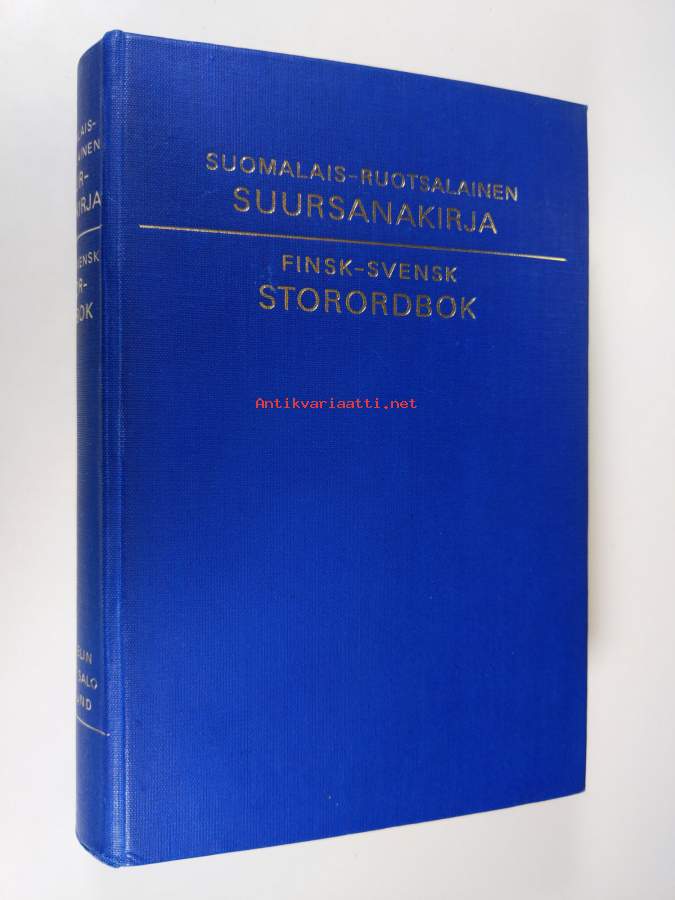 SUOMALAIS-RUOTSALAINEN
SUURSANAKIRJA
FINSK-SVENSK
STORORDBOK
Antikvariaatti.net